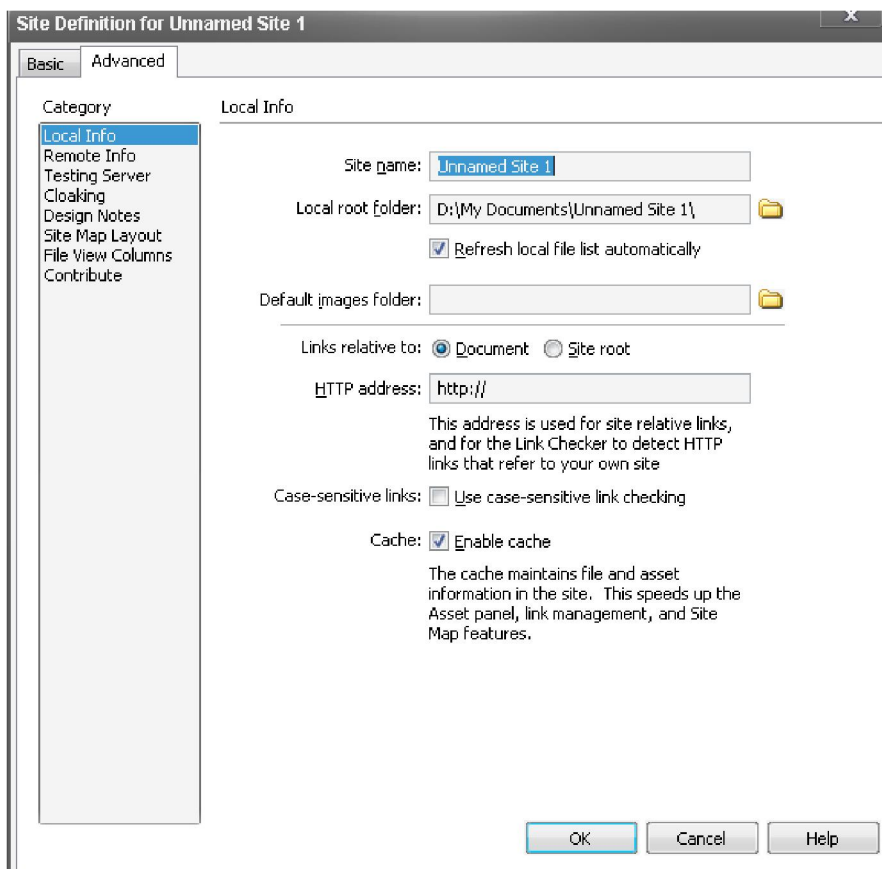 Site Definition for Unnamed Site 1
X
Basic
Advanced
Category
Local Info
Remote Info
Testing Server
Cloaking
Design Notes
Site Map Layout
File View Columns
Contribute
Local Info
Site name: Unnamed Site 1
Local root folder: D:\My Documents\Unnamed Site 1\
Refresh local file list automatically
Default images folder:
Links relative to: Document Site root
HTTP address: http://
This address is used for site relative links,
and for the Link Checker to detect HTTP
links that refer to your own site
Case-sensitive links: Use case-sensitive link checking
Cache: Enable cache
The cache maintains file and asset
information in the site. This speeds up the
Asset panel, link management, and Site
Map features.
OK Cancel Help